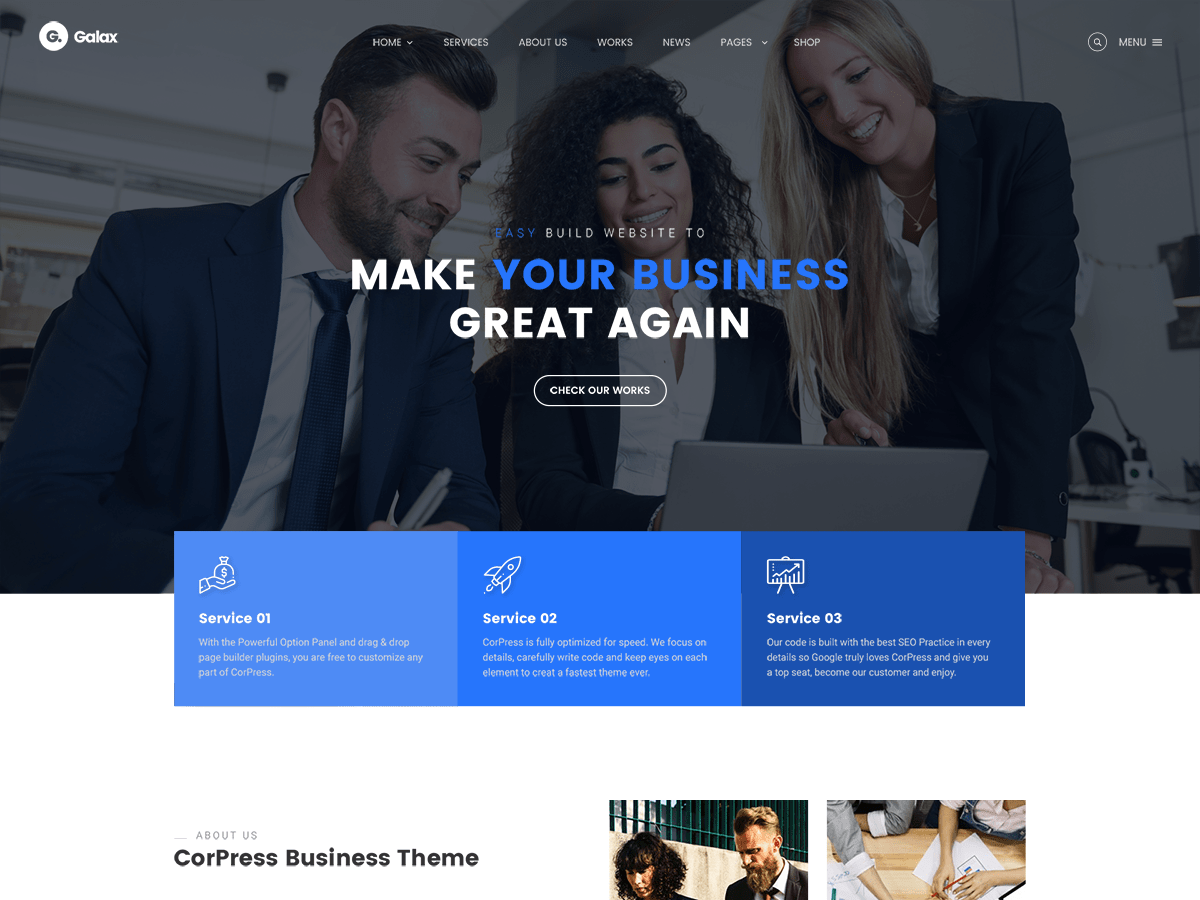 G. Galax
HOME
SERVICES
ABOUT US
WORKS
NEWS
PAGES
SHOP
MENU
EASY BUILD WEBSITE TO
MAKE YOUR BUSINESS
GREAT AGAIN
CHECK OUR WORKS
$
Service 01
With the Powerful Option Panel and drag & drop
page builder plugins, you are free to customize any
part of CorPress.
Service 02
CorPress is fully optimized for speed. We focus on
details, carefully write code and keep eyes on each
element to creat a fastest theme ever.
Service 03
Our code is built with the best SEO Practice in every
details so Google truly loves CorPress and give you
a top seat, become our customer and enjoy.
ABOUT US
CorPress Business Theme